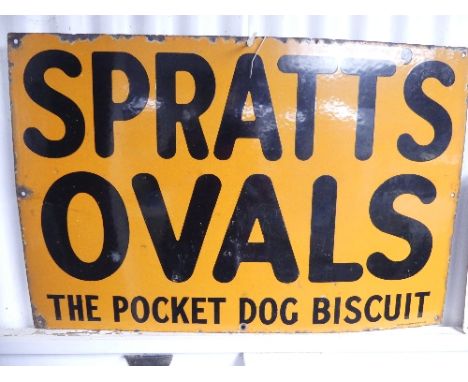 SPRATTS
OVALS
THE POCKET DOG BISCUIT